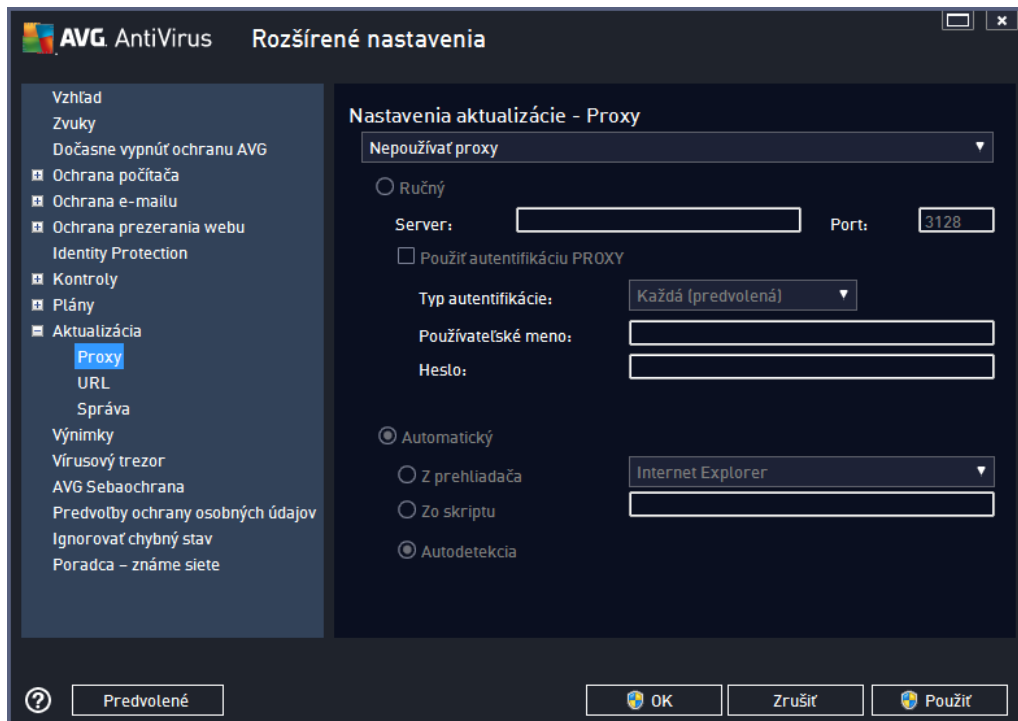 AVG AntiVirus Rozšírené nastavenia
Vzhľad
Zvuky
Dočasne vypnúť ochranu AVG
Ochrana počítača
Ochrana e-mailu
Ochrana prezerania webu
Identity Protection
Kontroly
Plány
Aktualizácia
Proxy
URL
Správa
Výnimky
Vírusový trezor
AVG Sebaochrana
Predvoľby ochrany osobných údajov
Ignorovať chybný stav
Poradca – známe siete
Nastavenia aktualizácie - Proxy
Nepoužívať proxy
Ručný
Server: Port: 3128
Použiť autentifikáciu PROXY
Typ autentifikácie: Každá (predvolená)
Používateľské meno:
Heslo:
Automatický
Z prehliadača Internet Explorer
Zo skriptu
Autodetekcia
Predvolené OK Zrušiť Použiť